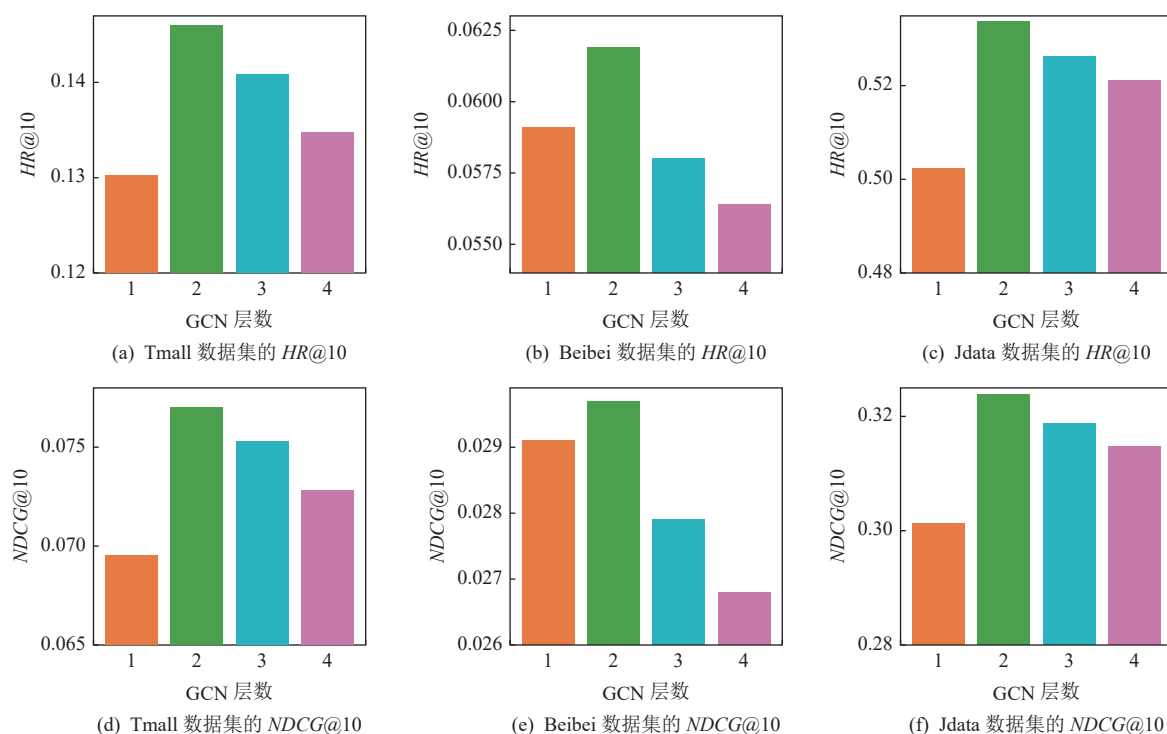 HR@10
0.14
0.13
0.12
1 2 3 4
GCN 层数
(a) Tmall 数据集的 HR@10
HR@10
0.0625
0.0600
0.0575
0.0550
1 2 3 4
GCN 层数
(b) Beibei 数据集的 HR@10
HR@10
0.52
0.50
0.48
1 2 3 4
GCN 层数
(c) Jdata 数据集的 HR@10
NDCG@10
0.075
0.070
0.065
1 2 3 4
GCN 层数
(d) Tmall 数据集的 NDCG@10
NDCG@10
0.029
0.028
0.027
0.026
1 2 3 4
GCN 层数
(e) Beibei 数据集的 NDCG@10
NDCG@10
0.32
0.30
0.28
1 2 3 4
GCN 层数
(f) Jdata 数据集的 NDCG@10